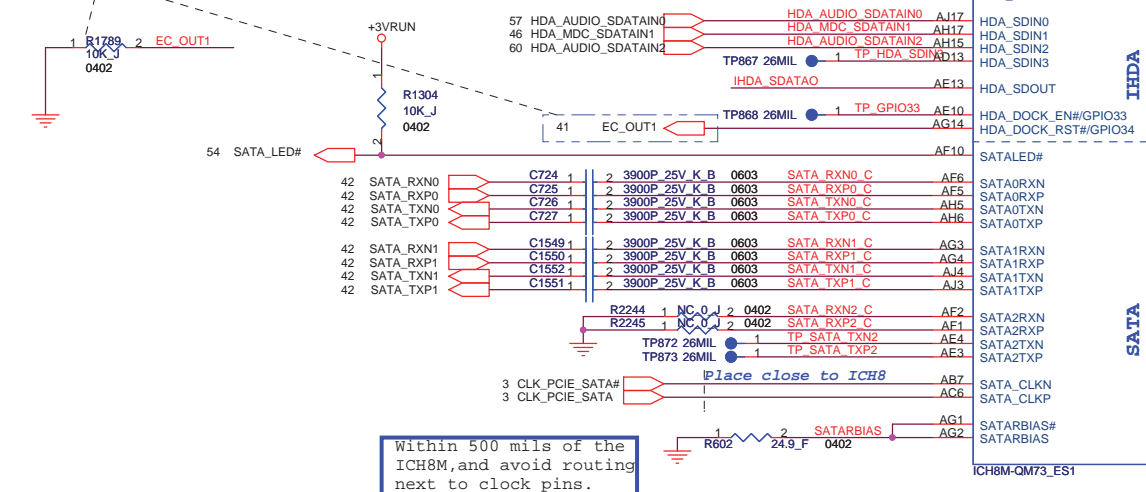 57 HDA_AUDIO_SDATAIN0 HDA_AUDIO_SDATAIN0 AJ17 HDA_SDIN0
46 HDA_MDC_SDATAIN1 HDA_MDC_SDATAIN1 AH17 HDA_SDIN1
60 HDA_AUDIO_SDATAIN2 HDA_AUDIO_SDATAIN2 AH15 HDA_SDIN2
TP867 26MIL 1 TP_HDA_SDIN3 AD13 HDA_SDIN3
IHDA_SDATAO AE13 HDA_SDOUT
TP868 26MIL 1 TP_GPIO33 AE10 HDA_DOCK_EN#/GPIO33
41 EC_OUT1 AG14 HDA_DOCK_RST#/GPIO34
IHDA
1 R1789 2 EC_OUT1
10K_J
0402
+3VRUN
1
R1304
10K_J
0402
2
54 SATA_LED# AF10 SATALED#
42 SATA_RXN0 C724 1 2 3900P_25V_K_B 0603 SATA_RXN0_C AF6 SATA0RXN
42 SATA_RXP0 C725 1 2 3900P_25V_K_B 0603 SATA_RXP0_C AF5 SATA0RXP
42 SATA_TXN0 C726 1 2 3900P_25V_K_B 0603 SATA_TXN0_C AH5 SATA0TXN
42 SATA_TXP0 C727 1 2 3900P_25V_K_B 0603 SATA_TXP0_C AH6 SATA0TXP
42 SATA_RXN1 C1549 1 2 3900P_25V_K_B 0603 SATA_RXN1_C AG3 SATA1RXN
42 SATA_RXP1 C1550 1 2 3900P_25V_K_B 0603 SATA_RXP1_C AG4 SATA1RXP
42 SATA_TXN1 C1552 1 2 3900P_25V_K_B 0603 SATA_TXN1_C AJ4 SATA1TXN
42 SATA_TXP1 C1551 1 2 3900P_25V_K_B 0603 SATA_TXP1_C AJ3 SATA1TXP
R2244 1 NC_0_J 2 0402 SATA_RXN2_C AF2 SATA2RXN
R2245 1 NC_0_J 2 0402 SATA_RXP2_C AF1 SATA2RXP
TP872 26MIL 1 TP_SATA_TXN2 AE4 SATA2TXN
TP873 26MIL 1 TP_SATA_TXP2 AE3 SATA2TXP
SATA
Place close to ICH8
3 CLK_PCIE_SATA# AB7 SATA_CLKN
3 CLK_PCIE_SATA AC6 SATA_CLKP
AG1 SATARBIAS#
R602 1 2 24.9_F SATARBIAS 0402 AG2 SATARBIAS
ICH8M-QM73_ES1
Within 500 mils of the
ICH8M,and avoid routing
next to clock pins.